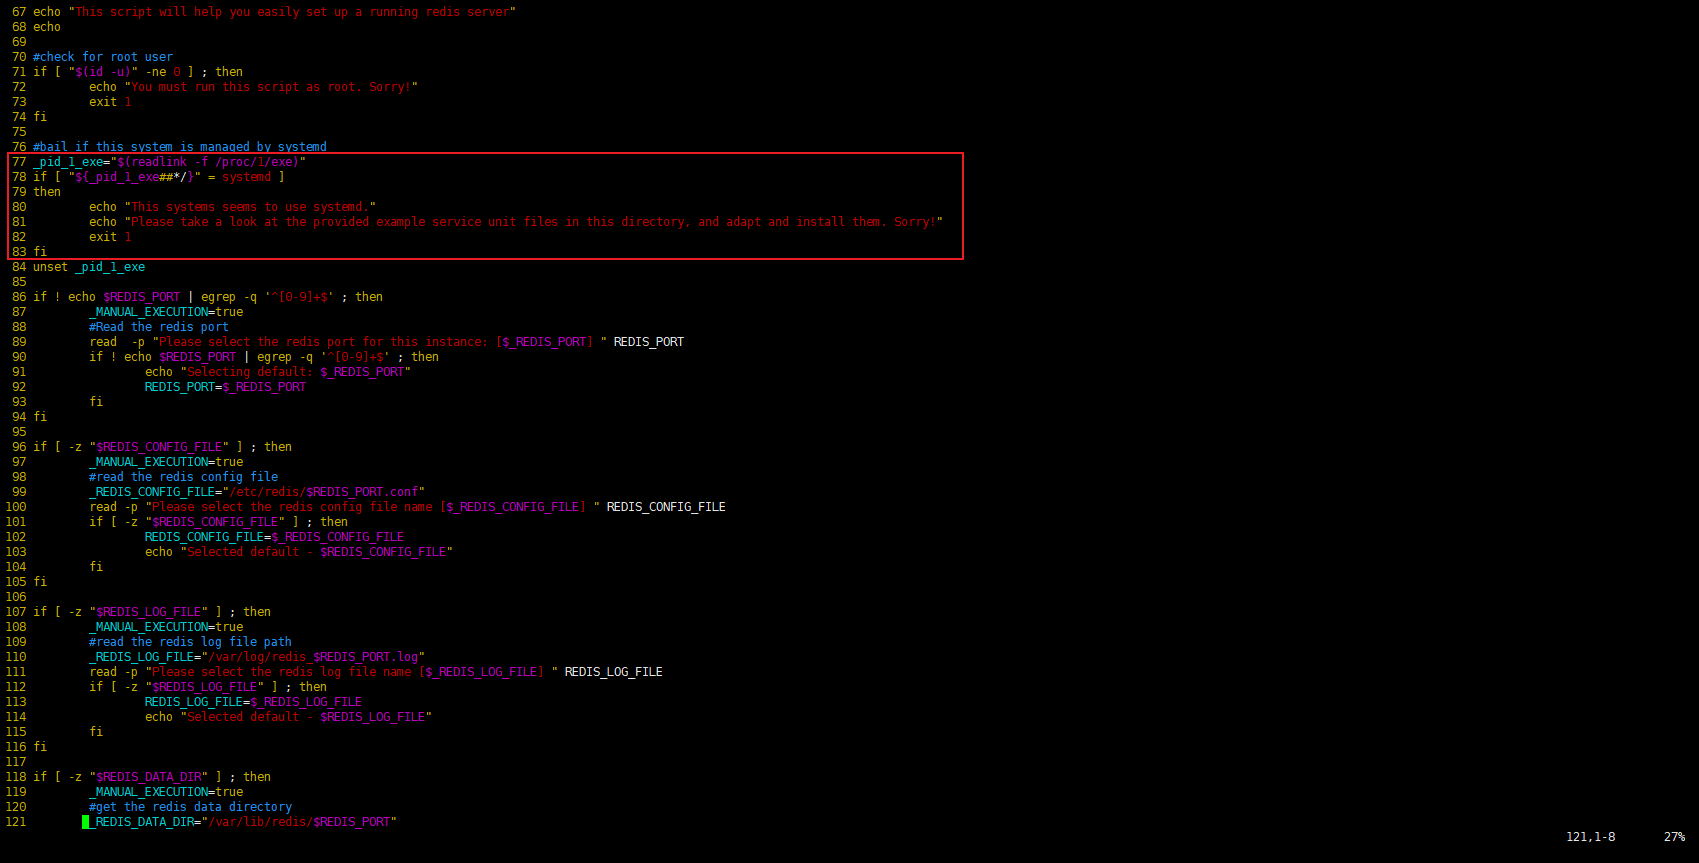 67 echo "This script will help you easily set up a running redis server"
68 echo
69
70 #check for root user
71 if [ "$(id -u)" -ne 0 ] ; then
72 echo "You must run this script as root. Sorry!"
73 exit 1
74 fi
75
76 #bail if this system is managed by systemd
77 _pid_1_exe="$(readlink -f /proc/1/exe)"
78 if [ "${_pid_1_exe##*/}" = systemd ]
79 then
80 echo "This systems seems to use systemd."
81 echo "Please take a look at the provided example service unit files in this directory, and adapt and install them. Sorry!"
82 exit 1
83 fi
84 unset _pid_1_exe
85
86 if ! echo $REDIS_PORT | egrep -q '^[0-9]+$' ; then
87 _MANUAL_EXECUTION=true
88 #Read the redis port
89 read  -p "Please select the redis port for this instance: [$_REDIS_PORT] " REDIS_PORT
90 if ! echo $REDIS_PORT | egrep -q '^[0-9]+$' ; then
91 echo "Selecting default: $_REDIS_PORT"
92 REDIS_PORT=$_REDIS_PORT
93 fi
94 fi
95
96 if [ -z "$REDIS_CONFIG_FILE" ] ; then
97 _MANUAL_EXECUTION=true
98 #read the redis config file
99 _REDIS_CONFIG_FILE="/etc/redis/$REDIS_PORT.conf"
100 read -p "Please select the redis config file name [$_REDIS_CONFIG_FILE] " REDIS_CONFIG_FILE
101 if [ -z "$REDIS_CONFIG_FILE" ] ; then
102 REDIS_CONFIG_FILE=$_REDIS_CONFIG_FILE
103 echo "Selected default - $REDIS_CONFIG_FILE"
104 fi
105 fi
106
107 if [ -z "$REDIS_LOG_FILE" ] ; then
108 _MANUAL_EXECUTION=true
109 #read the redis log file path
110 _REDIS_LOG_FILE="/var/log/redis_$REDIS_PORT.log"
111 read -p "Please select the redis log file name [$_REDIS_LOG_FILE] " REDIS_LOG_FILE
112 if [ -z "$REDIS_LOG_FILE" ] ; then
113 REDIS_LOG_FILE=$_REDIS_LOG_FILE
114 echo "Selected default - $REDIS_LOG_FILE"
115 fi
116 fi
117
118 if [ -z "$REDIS_DATA_DIR" ] ; then
119 _MANUAL_EXECUTION=true
120 #get the redis data directory
121 _REDIS_DATA_DIR="/var/lib/redis/$REDIS_PORT"
121,1-8 27%